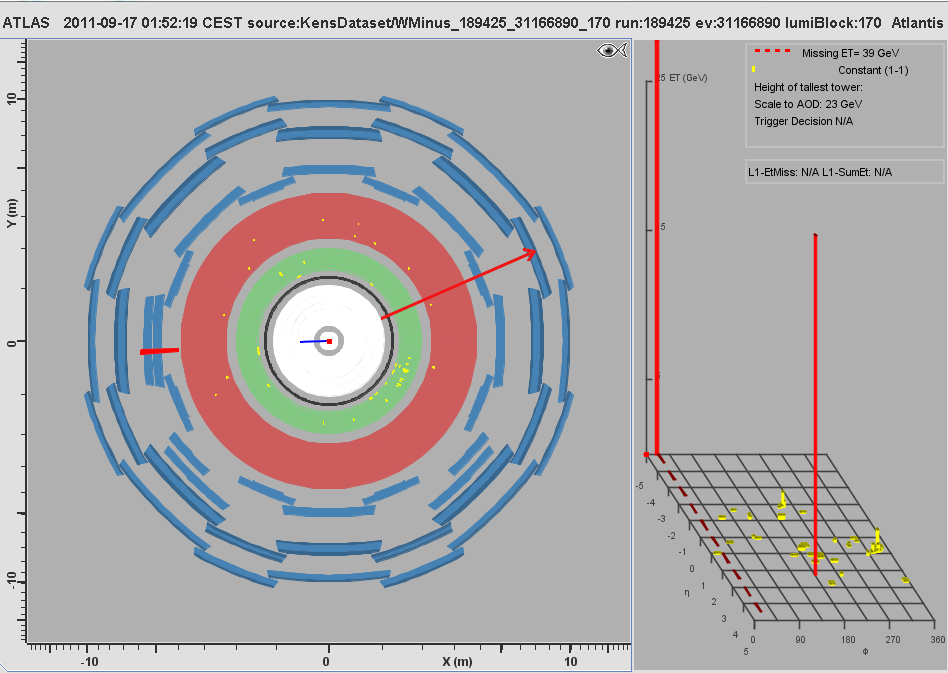 ATLAS 2011-09-17 01:52:19 CEST source:KensDataset/WMinus_189425_31166890_170 run:189425 ev:31166890 lumiBlock:170 Atlantis
10
Y (m)
0
-10
-10
0
X (m)
10
Missing ET= 39 GeV
Constant (1-1)
Height of tallest tower:
Scale to AOD: 23 GeV
Trigger Decision N/A
L1-EtMiss: N/A L1-SumEt: N/A
ET (GeV)
5
-5
-4
-3
-2
-1
0
1
2
3
4
5
η
0
90
180
270
360
Φ